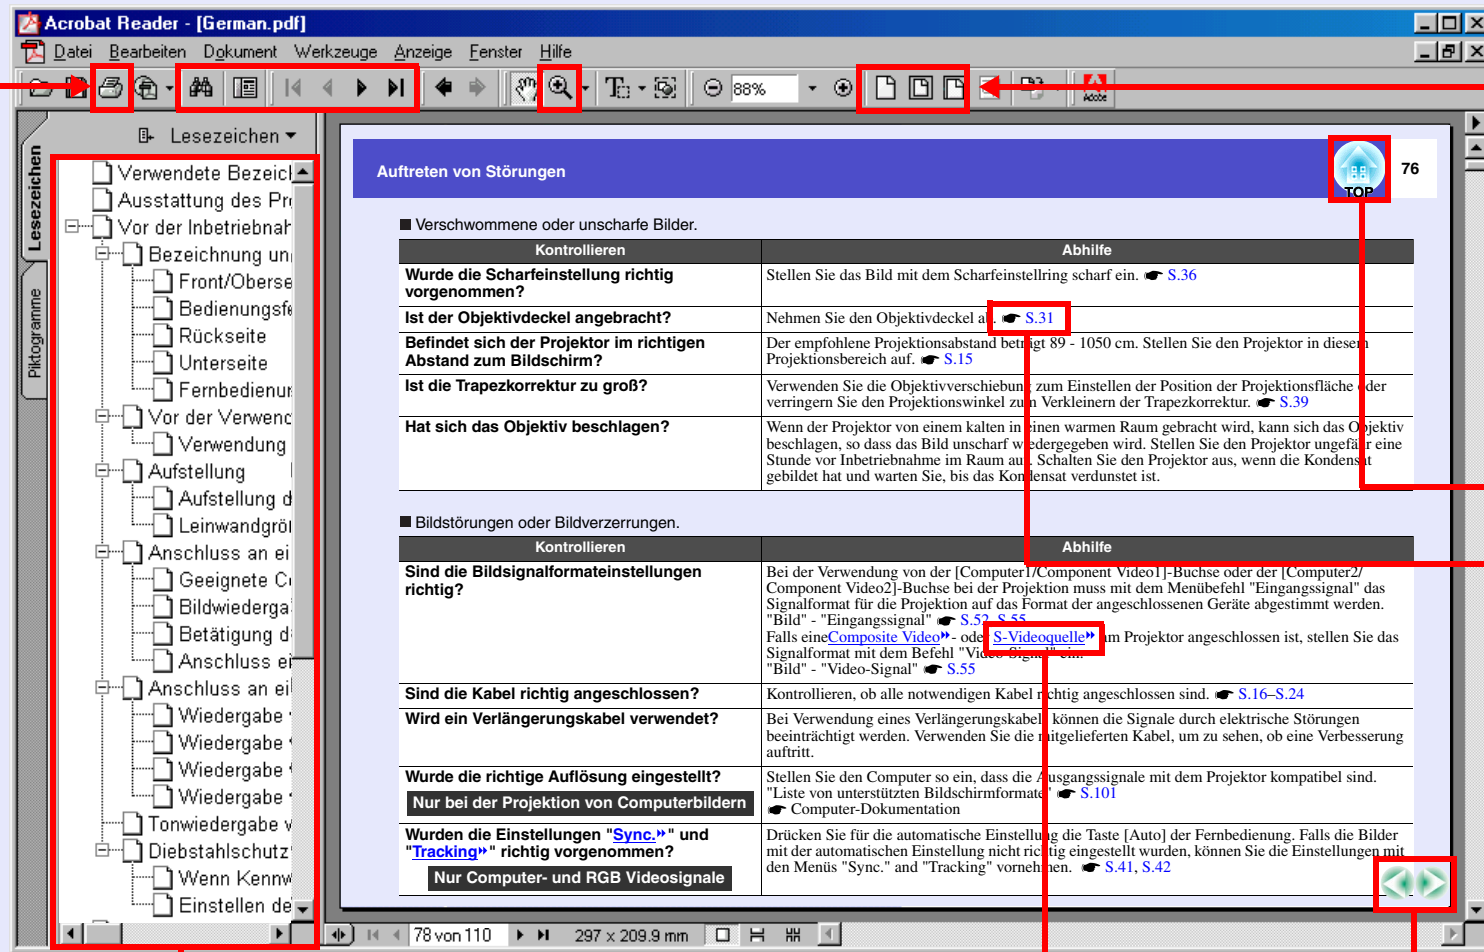 Acrobat Reader - [German.pdf]
Datei Bearbeiten Dokument Werkzeuge Anzeige Fenster Hilfe
88%
Adobe
Lesezeichen
Piktogramme
Lesezeichen
Verwendete
Ausstattung des
Vor der
Bezeichnung
Rückseite
Unterseite
Vor der
Verwendung
Aufstellung
Aufstellung
Anschluss an
Geeignete
Betätigung
Anschluss
Anschluss an
Wiedergabe
Wiedergabe
Wiedergabe
Wiedergabe
Tonwiedergabe
Diebstahlschutz
Wenn
Einstellen
Auftreten von Störungen
TOP
76
Verschwommene oder unscharfe Bilder.
Kontrollieren Abhilfe
Wurde die Scharfeinstellung richtig
vorgenommen?
Stellen Sie das Bild mit dem Scharfeinstellring scharf ein. ☛ S.36
Ist der Objektivdeckel angebracht?
Nehmen Sie den Objektivdeckel ab. ☛ S.31
Befindet sich der Projektor im richtigen
Abstand zum Bildschirm?
Der empfohlene Projektionsabstand beträgt 89 - 1050 cm. Stellen Sie den Projektor in diesem
Projektionsbereich auf. ☛ S.15
Ist die Trapezkorrektur zu groß?
Verwenden Sie die Objektivverschiebung zum Einstellen der Position der Projektionsfläche oder
verringern Sie den Projektionswinkel zum Verkleinern der Trapezkorrektur. ☛ S.39
Hat sich das Objektiv beschlagen?
Wenn der Projektor von einem kalten in einen warmen Raum gebracht wird, kann sich das Objektiv
beschlagen, so dass das Bild unscharf wiedergegeben wird. Stellen Sie den Projektor ungefähr eine
Stunde vor Inbetriebnahme im Raum auf. Schalten Sie den Projektor aus, wenn die Kondensat
gebildet hat und warten Sie, bis das Kondensat verdunstet ist.
Bildstörungen oder Bildverzerrungen.
Kontrollieren Abhilfe
Sind die Bildsignalformateinstellungen
richtig?
Bei der Verwendung von der [Computer1/Component Video1]-Buchse oder der [Computer2/
Component Video2]-Buchse bei der Projektion muss mit dem Menübefehl "Eingangssignal" das
Signalformat für die Projektion auf das Format der angeschlossenen Geräte abgestimmt werden.
"Bild" - "Eingangssignal" ☛ S.52, S.55
Falls eineComposite Video- oder S-Videoquelle am Projektor angeschlossen ist, stellen Sie das
Signalformat mit dem Befehl "Video-Signal" ein.
"Bild" - "Video-Signal" ☛ S.55
Sind die Kabel richtig angeschlossen?
Kontrollieren, ob alle notwendigen Kabel richtig angeschlossen sind. ☛ S.16–S.24
Wird ein Verlängerungskabel verwendet?
Bei Verwendung eines Verlängerungskabels können die Signale durch elektrische Störungen
beeinträchtigt werden. Verwenden Sie die mitgelieferten Kabel, um zu sehen, ob eine Verbesserung
auftritt.
Wurde die richtige Auflösung eingestellt?
Nur bei der Projektion von Computerbildern
Stellen Sie den Computer so ein, dass die Ausgangssignale mit dem Projektor kompatibel sind.
"Liste von unterstützten Bildschirmformate" ☛ S.101
☛ Computer-Dokumentation
Wurden die Einstellungen "Sync." und
"Tracking" richtig vorgenommen?
Nur Computer- und RGB Videosignale
Drücken Sie für die automatische Einstellung die Taste [Auto] der Fernbedienung. Falls die Bilder
mit der automatischen Einstellung nicht richtig eingestellt wurden, können Sie die Einstellungen mit
den Menüs "Sync." and "Tracking" vornehmen. ☛ S.41, S.42
78 von 110 297 x 209.9 mm